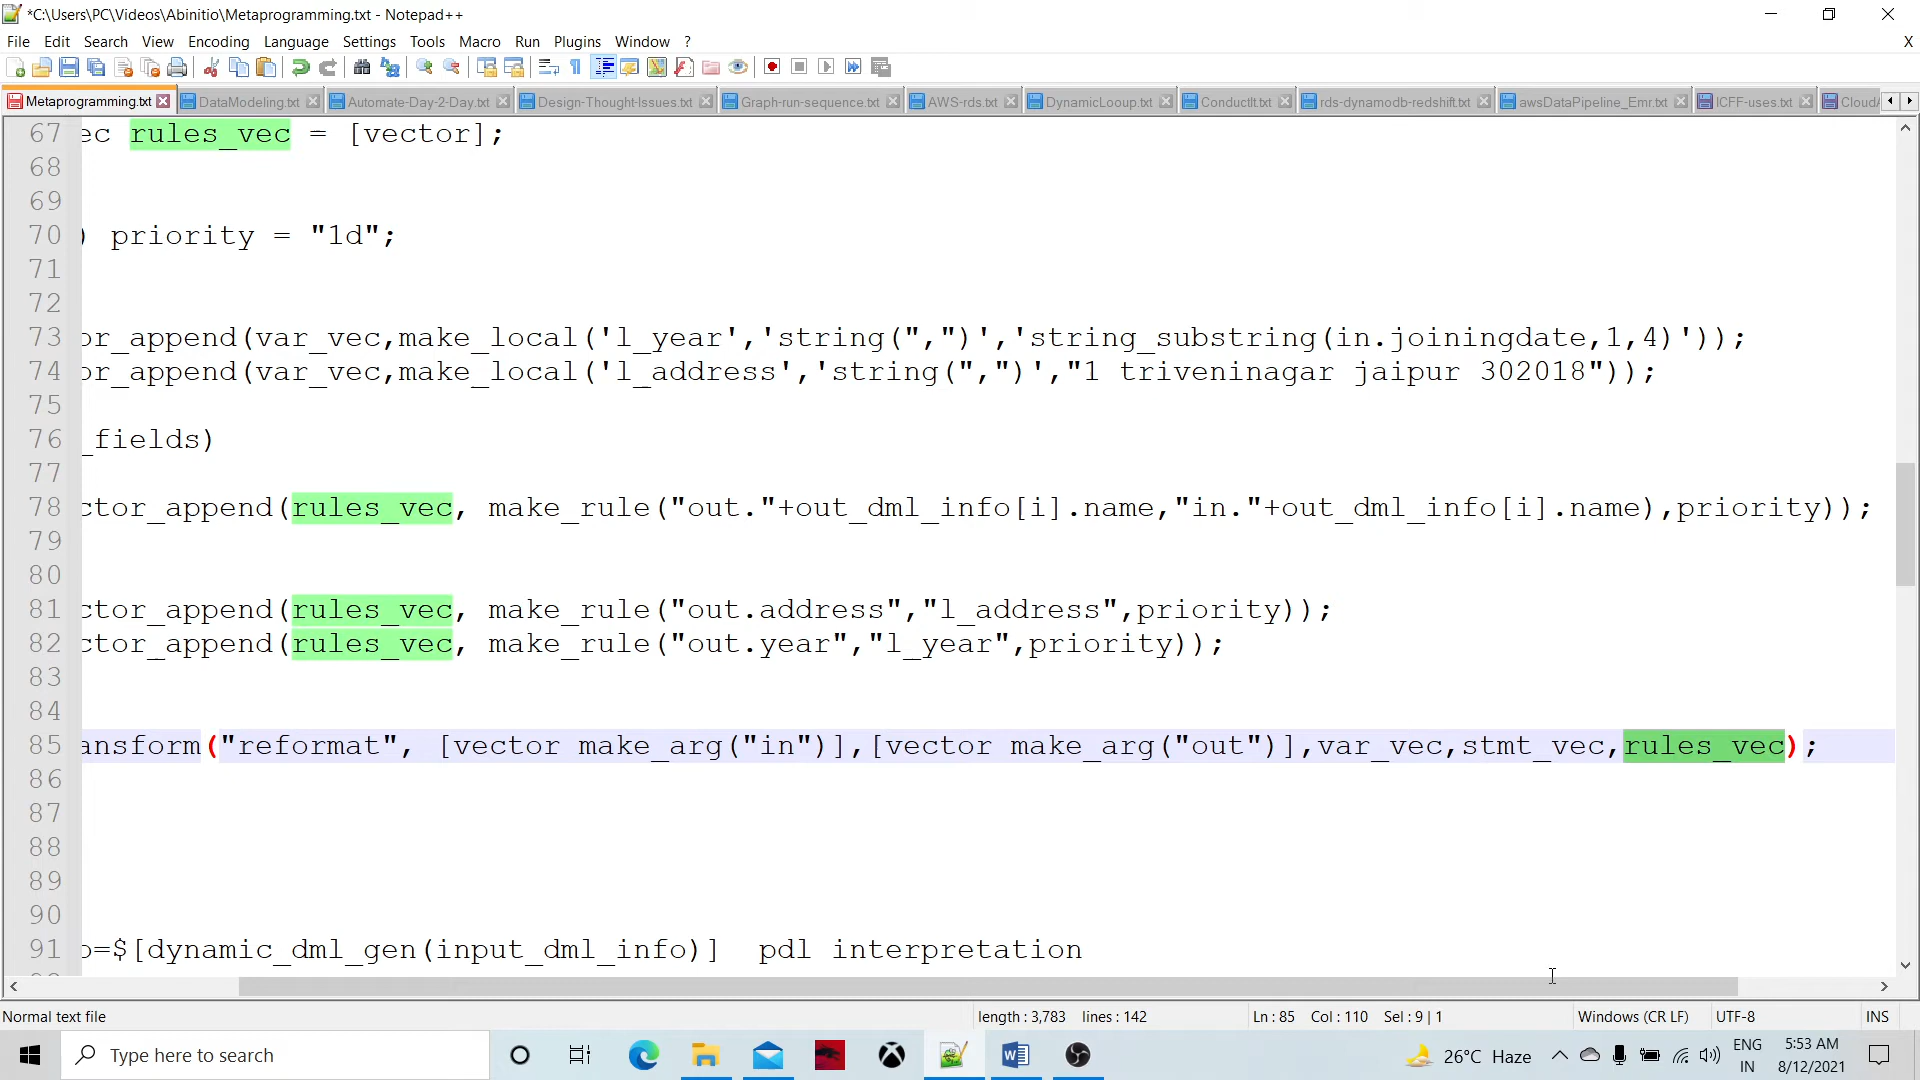 *C:\Users\PC\Videos\Abinitio\Metaprogramming.txt - Notepad++
File Edit Search View Encoding Language Settings Tools Macro Run Plugins Window ? X
Metaprogramming.txt DataModeling.txt Automate-Day-2-Day.txt Design-Thought-Issues.txt Graph-run-sequence.txt AWS-rds.txt DynamicLooup.txt ConductIt.txt rds-dynamodb-redshift.txt awsDataPipeline_Emr.txt ICFF-uses.txt CloudA
67 ec rules_vec = [vector];
68
69
70 ) priority = "1d";
71
72
73 or_append(var_vec,make_local('l_year','string(",")','string_substring(in.joiningdate,1,4)'));
74 or_append(var_vec,make_local('l_address','string(",")',"1 triveninagar jaipur 302018"));
75
76 _fields)
77
78 ctor_append(rules_vec, make_rule("out."+out_dml_info[i].name,"in."+out_dml_info[i].name),priority));
79
80
81 ctor_append(rules_vec, make_rule("out.address","l_address",priority));
82 ctor_append(rules_vec, make_rule("out.year","l_year",priority));
83
84
85 ansform("reformat", [vector make_arg("in")],[vector make_arg("out")],var_vec,stmt_vec,rules_vec);
86
87
88
89
90
91 o=$[dynamic_dml_gen(input_dml_info)] pdl interpretation
Normal text file length : 3,783 lines : 142 Ln : 85 Col : 110 Sel : 9 | 1 Windows (CR LF) UTF-8 INS
Type here to search 26°C Haze ENG IN 5:53 AM 8/12/2021